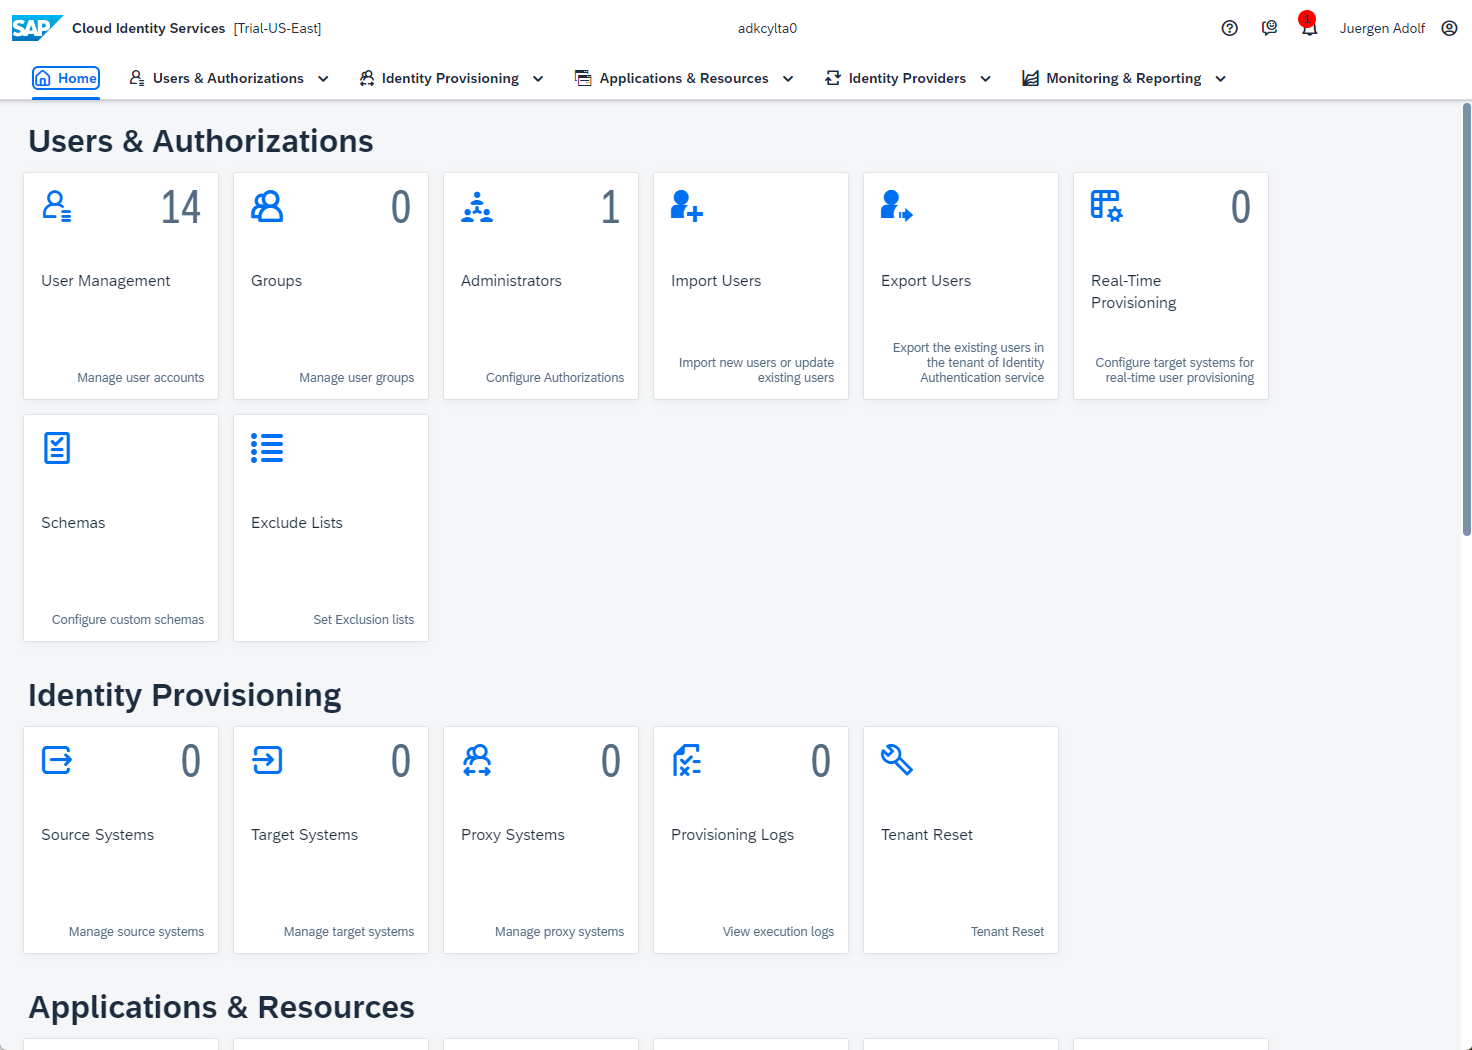 SAP Cloud Identity Services [Trial-US-East]
adkcylta0
1
Juergen Adolf
Home
Users & Authorizations
Identity Provisioning
Applications & Resources
Identity Providers
Monitoring & Reporting
Users & Authorizations
14
User Management
Manage user accounts
0
Groups
Manage user groups
1
Administrators
Configure Authorizations
Import Users
Import new users or update
existing users
Export Users
Export the existing users in
the tenant of Identity
Authentication service
0
Real-Time
Provisioning
Configure target systems for
real-time user provisioning
Schemas
Configure custom schemas
Exclude Lists
Set Exclusion lists
Identity Provisioning
0
Source Systems
Manage source systems
0
Target Systems
Manage target systems
0
Proxy Systems
Manage proxy systems
0
Provisioning Logs
View execution logs
Tenant Reset
Tenant Reset
Applications & Resources